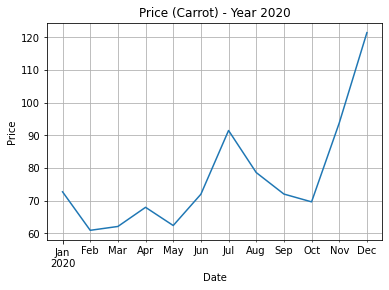 Price (Carrot) - Year 2020
Price
120
110
100
90
80
70
60
Jan Feb Mar Apr May Jun Jul Aug Sep Oct Nov Dec
2020
Date